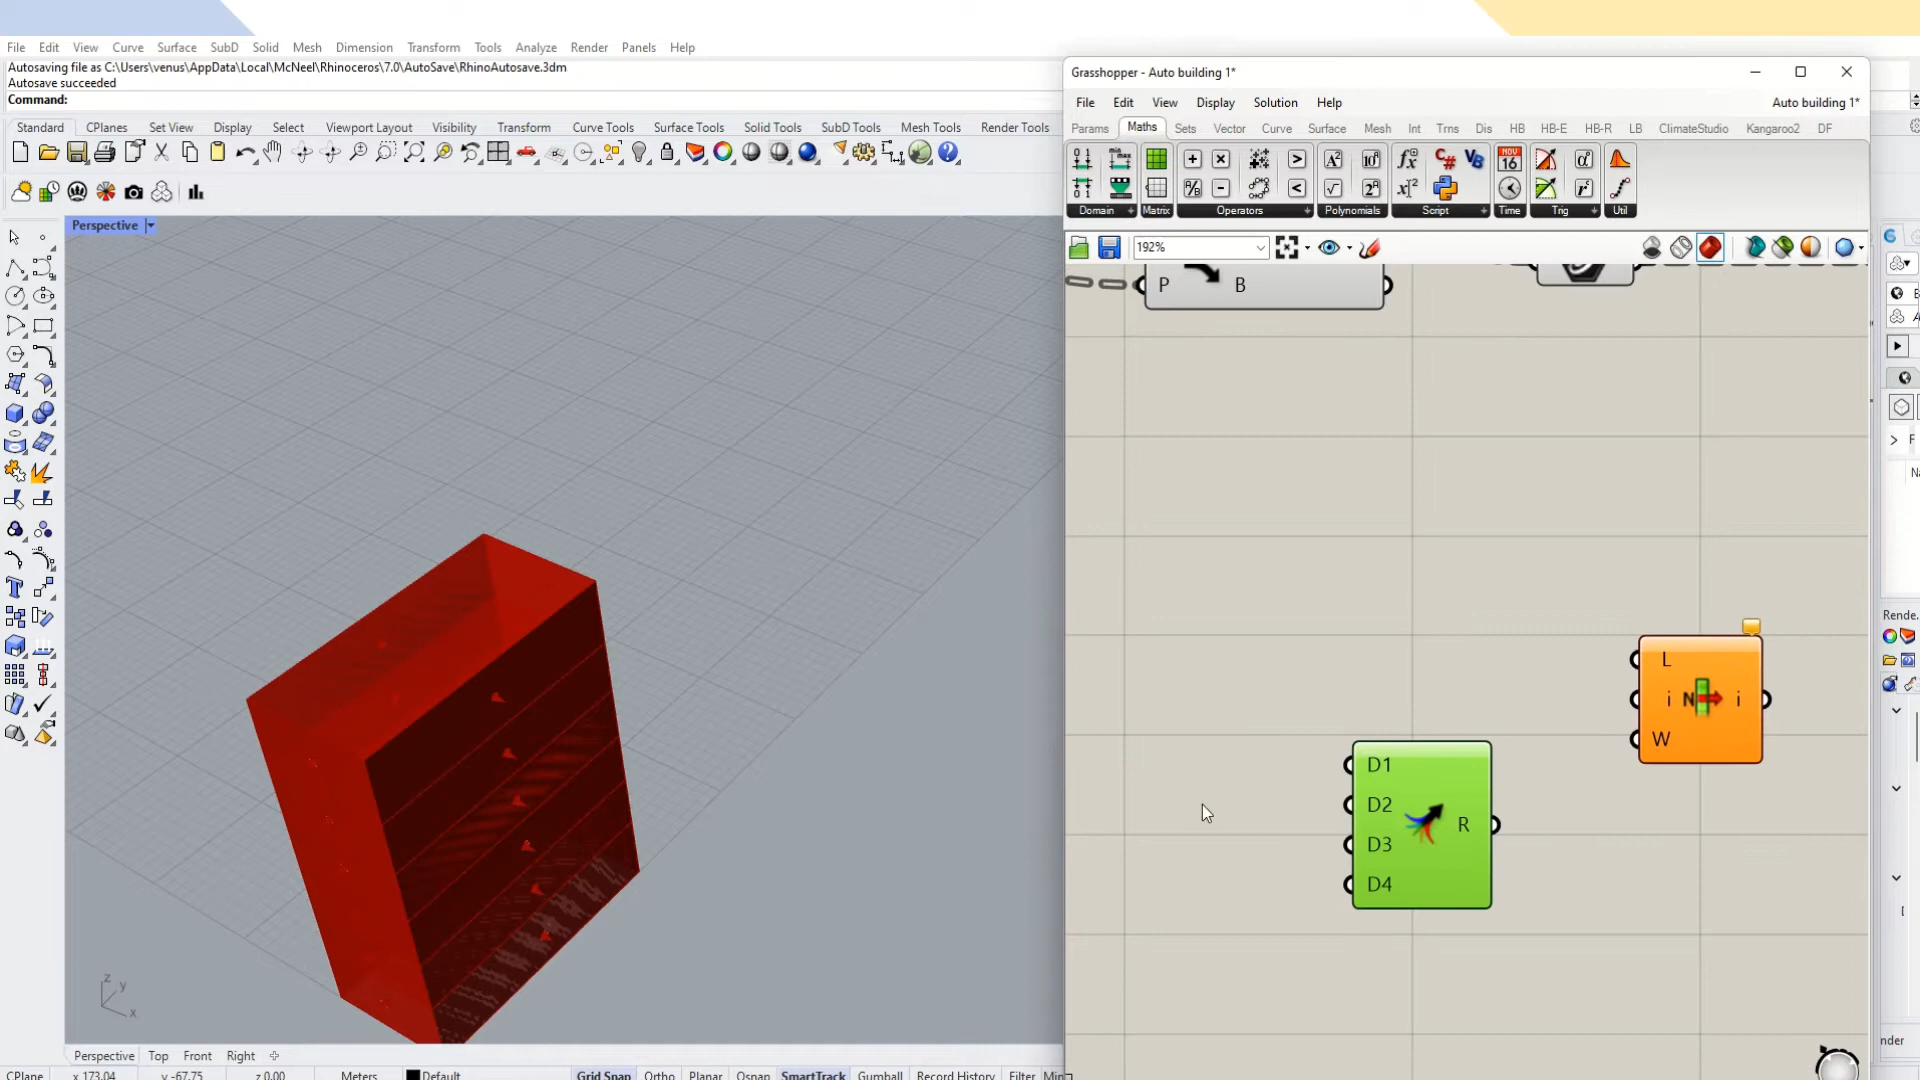 File Edit View Curve Surface SubD Solid Mesh Dimension Transform Tools Analyze Render Panels Help
Autosaving file as C:\Users\venus\AppData\Local\McNeel\Rhinoceros\7.0\AutoSave\RhinoAutosave.3dm
Autosave succeeded
Command:
Standard CPlanes Set View Display Select Viewport Layout Visibility Transform Curve Tools Surface Tools Solid Tools SubD Tools Mesh Tools Render Tools
Perspective
Grasshopper - Auto building 1*
File Edit View Display Solution Help Auto building 1*
Params Maths Sets Vector Curve Surface Mesh Int Trns Dis HB HB-E HB-R LB ClimateStudio Kangaroo2 DF
Domain Matrix Operators Polynomials Script Time Trig Util
192%
P B
L
i N i
W
D1
D2
R
D3
D4
Rende.
nder
z
y
x
Perspective Top Front Right
CPlane x 173.04 y -67.75 z 0.00 Meters Default Grid Snap Ortho Planar Osnap SmartTrack Gumball Record History Filter